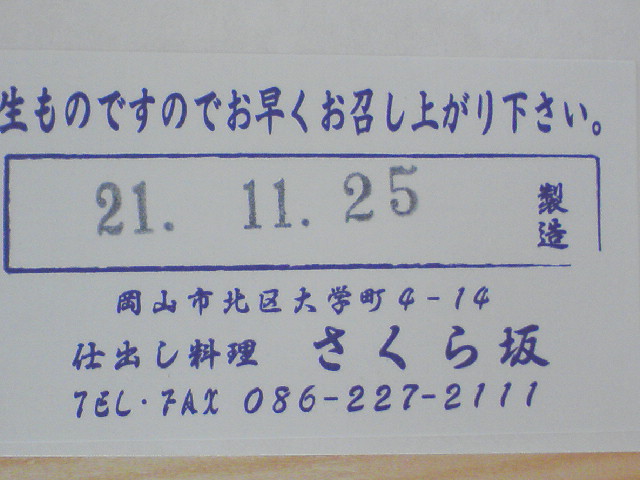 生ものですのでお早くお召し上がり下さい。
21. 11. 25 製造
岡山市北区大学町4-14
仕出し料理 さくら坂
TEL・FAX 086-227-2111